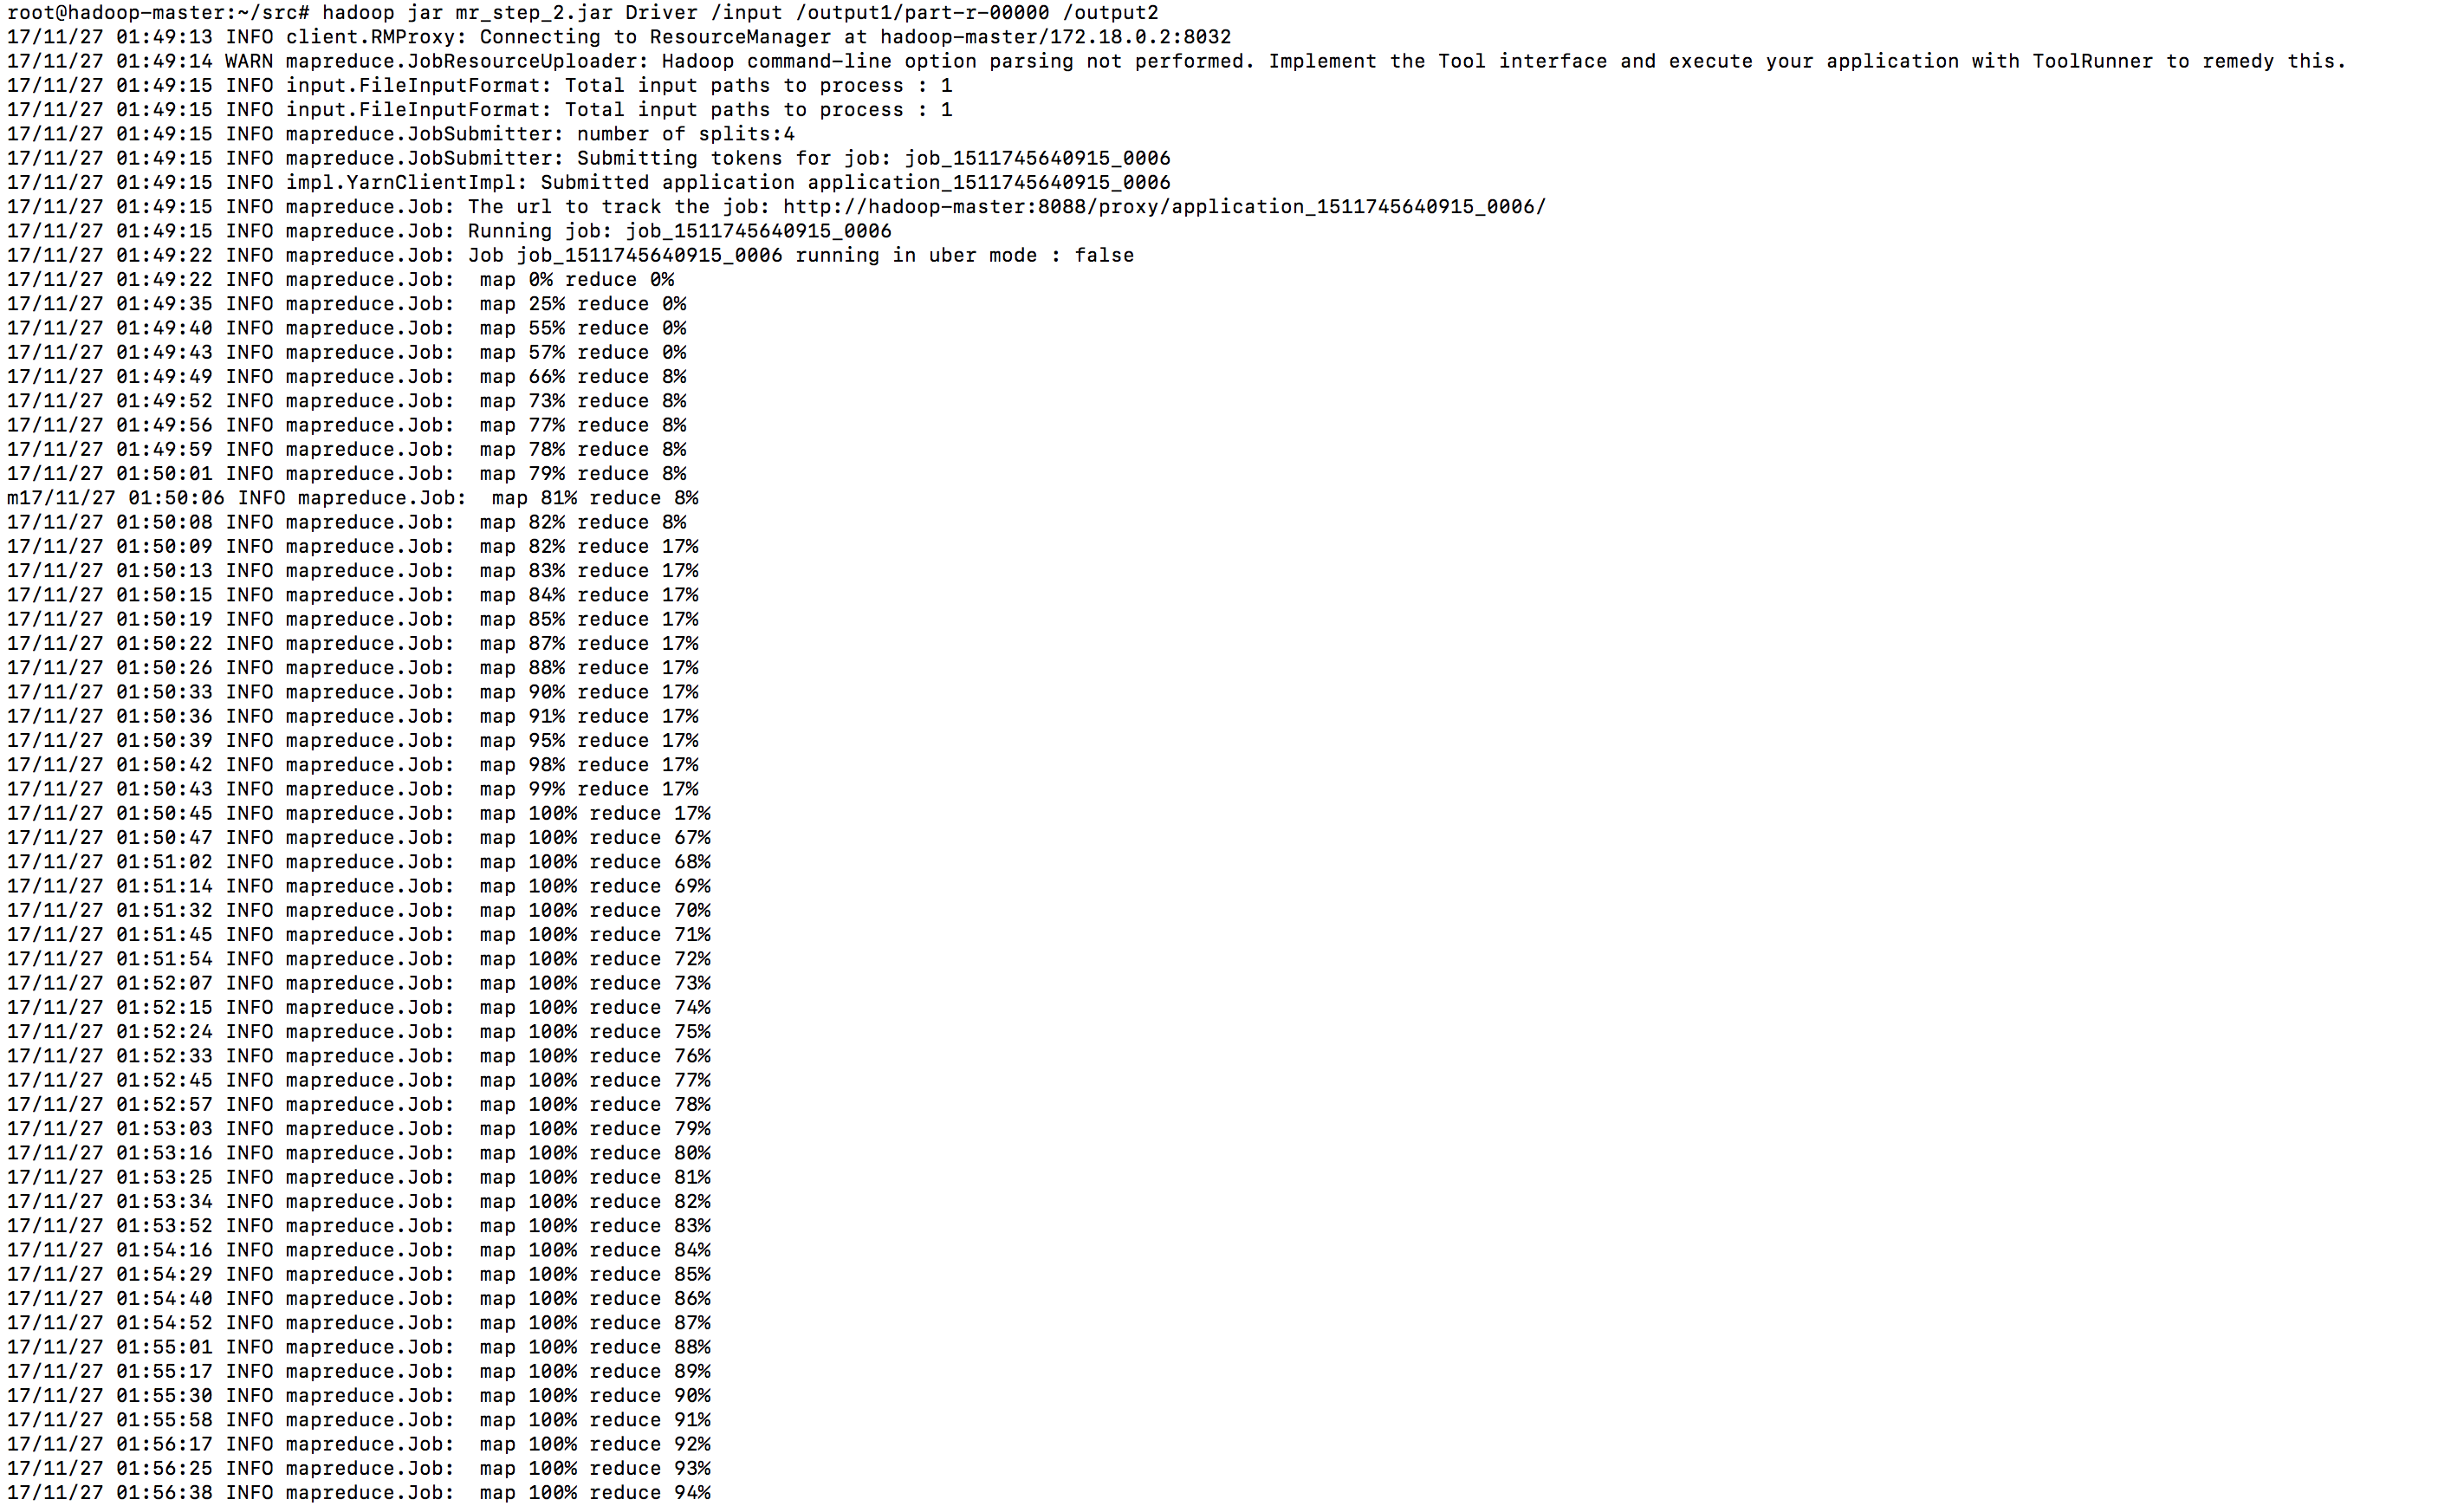 root@hadoop-master:~/src# hadoop jar mr_step_2.jar Driver /input /output1/part-r-00000 /output2
17/11/27 01:49:13 INFO client.RMProxy: Connecting to ResourceManager at hadoop-master/172.18.0.2:8032
17/11/27 01:49:14 WARN mapreduce.JobResourceUploader: Hadoop command-line option parsing not performed. Implement the Tool interface and execute your application with ToolRunner to remedy this.
17/11/27 01:49:15 INFO input.FileInputFormat: Total input paths to process : 1
17/11/27 01:49:15 INFO input.FileInputFormat: Total input paths to process : 1
17/11/27 01:49:15 INFO mapreduce.JobSubmitter: number of splits:4
17/11/27 01:49:15 INFO mapreduce.JobSubmitter: Submitting tokens for job: job_1511745640915_0006
17/11/27 01:49:15 INFO impl.YarnClientImpl: Submitted application application_1511745640915_0006
17/11/27 01:49:15 INFO mapreduce.Job: The url to track the job: http://hadoop-master:8088/proxy/application_1511745640915_0006/
17/11/27 01:49:15 INFO mapreduce.Job: Running job: job_1511745640915_0006
17/11/27 01:49:22 INFO mapreduce.Job: Job job_1511745640915_0006 running in uber mode : false
17/11/27 01:49:22 INFO mapreduce.Job:  map 0% reduce 0%
17/11/27 01:49:35 INFO mapreduce.Job:  map 25% reduce 0%
17/11/27 01:49:40 INFO mapreduce.Job:  map 55% reduce 0%
17/11/27 01:49:43 INFO mapreduce.Job:  map 57% reduce 0%
17/11/27 01:49:49 INFO mapreduce.Job:  map 66% reduce 8%
17/11/27 01:49:52 INFO mapreduce.Job:  map 73% reduce 8%
17/11/27 01:49:56 INFO mapreduce.Job:  map 77% reduce 8%
17/11/27 01:49:59 INFO mapreduce.Job:  map 78% reduce 8%
17/11/27 01:50:01 INFO mapreduce.Job:  map 79% reduce 8%
m17/11/27 01:50:06 INFO mapreduce.Job:  map 81% reduce 8%
17/11/27 01:50:08 INFO mapreduce.Job:  map 82% reduce 8%
17/11/27 01:50:09 INFO mapreduce.Job:  map 82% reduce 17%
17/11/27 01:50:13 INFO mapreduce.Job:  map 83% reduce 17%
17/11/27 01:50:15 INFO mapreduce.Job:  map 84% reduce 17%
17/11/27 01:50:19 INFO mapreduce.Job:  map 85% reduce 17%
17/11/27 01:50:22 INFO mapreduce.Job:  map 87% reduce 17%
17/11/27 01:50:26 INFO mapreduce.Job:  map 88% reduce 17%
17/11/27 01:50:33 INFO mapreduce.Job:  map 90% reduce 17%
17/11/27 01:50:36 INFO mapreduce.Job:  map 91% reduce 17%
17/11/27 01:50:39 INFO mapreduce.Job:  map 95% reduce 17%
17/11/27 01:50:42 INFO mapreduce.Job:  map 98% reduce 17%
17/11/27 01:50:43 INFO mapreduce.Job:  map 99% reduce 17%
17/11/27 01:50:45 INFO mapreduce.Job:  map 100% reduce 17%
17/11/27 01:50:47 INFO mapreduce.Job:  map 100% reduce 67%
17/11/27 01:51:02 INFO mapreduce.Job:  map 100% reduce 68%
17/11/27 01:51:14 INFO mapreduce.Job:  map 100% reduce 69%
17/11/27 01:51:32 INFO mapreduce.Job:  map 100% reduce 70%
17/11/27 01:51:45 INFO mapreduce.Job:  map 100% reduce 71%
17/11/27 01:51:54 INFO mapreduce.Job:  map 100% reduce 72%
17/11/27 01:52:07 INFO mapreduce.Job:  map 100% reduce 73%
17/11/27 01:52:15 INFO mapreduce.Job:  map 100% reduce 74%
17/11/27 01:52:24 INFO mapreduce.Job:  map 100% reduce 75%
17/11/27 01:52:33 INFO mapreduce.Job:  map 100% reduce 76%
17/11/27 01:52:45 INFO mapreduce.Job:  map 100% reduce 77%
17/11/27 01:52:57 INFO mapreduce.Job:  map 100% reduce 78%
17/11/27 01:53:03 INFO mapreduce.Job:  map 100% reduce 79%
17/11/27 01:53:16 INFO mapreduce.Job:  map 100% reduce 80%
17/11/27 01:53:25 INFO mapreduce.Job:  map 100% reduce 81%
17/11/27 01:53:34 INFO mapreduce.Job:  map 100% reduce 82%
17/11/27 01:53:52 INFO mapreduce.Job:  map 100% reduce 83%
17/11/27 01:54:16 INFO mapreduce.Job:  map 100% reduce 84%
17/11/27 01:54:29 INFO mapreduce.Job:  map 100% reduce 85%
17/11/27 01:54:40 INFO mapreduce.Job:  map 100% reduce 86%
17/11/27 01:54:52 INFO mapreduce.Job:  map 100% reduce 87%
17/11/27 01:55:01 INFO mapreduce.Job:  map 100% reduce 88%
17/11/27 01:55:17 INFO mapreduce.Job:  map 100% reduce 89%
17/11/27 01:55:30 INFO mapreduce.Job:  map 100% reduce 90%
17/11/27 01:55:58 INFO mapreduce.Job:  map 100% reduce 91%
17/11/27 01:56:17 INFO mapreduce.Job:  map 100% reduce 92%
17/11/27 01:56:25 INFO mapreduce.Job:  map 100% reduce 93%
17/11/27 01:56:38 INFO mapreduce.Job:  map 100% reduce 94%